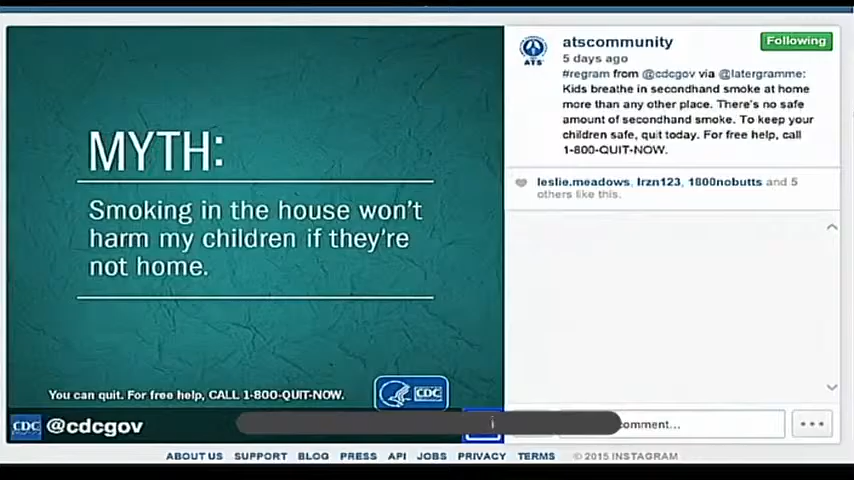 MYTH:
Smoking in the house won't
harm my children if they're
not home.
You can quit. For free help, CALL 1-800-QUIT-NOW.
CDC
CDC @cdcgov
ATS
atscommunity
Following
5 days ago
#regram from @cdcgov via @latergramme:
Kids breathe in secondhand smoke at home
more than any other place. There's no safe
amount of secondhand smoke. To keep your
children safe, quit today. For free help, call
1-800-QUIT-NOW.
leslie.meadows, lrzn123, 1800nobutts and 5
others like this.
comment...
ABOUT US SUPPORT BLOG PRESS API JOBS PRIVACY TERMS © 2015 INSTAGRAM